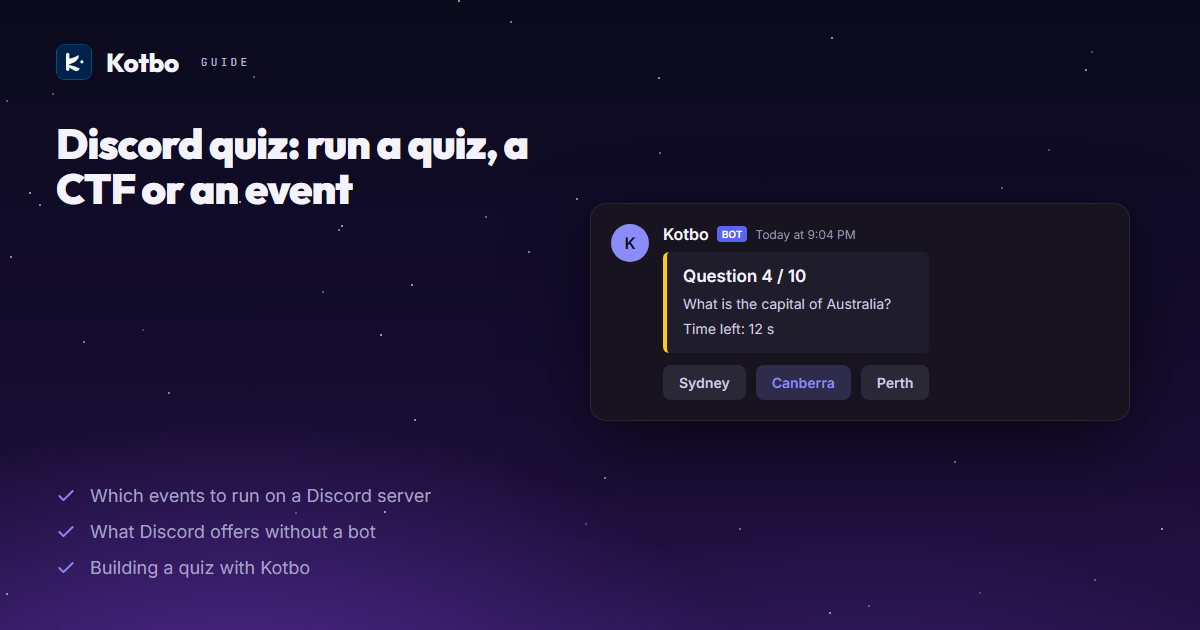 Kotbo GUIDE
Discord quiz: run a quiz, a
CTF or an event
K
Kotbo BOT Today at 9:04 PM
Question 4 / 10
What is the capital of Australia?
Time left: 12 s
Sydney Canberra Perth
Which events to run on a Discord server
What Discord offers without a bot
Building a quiz with Kotbo